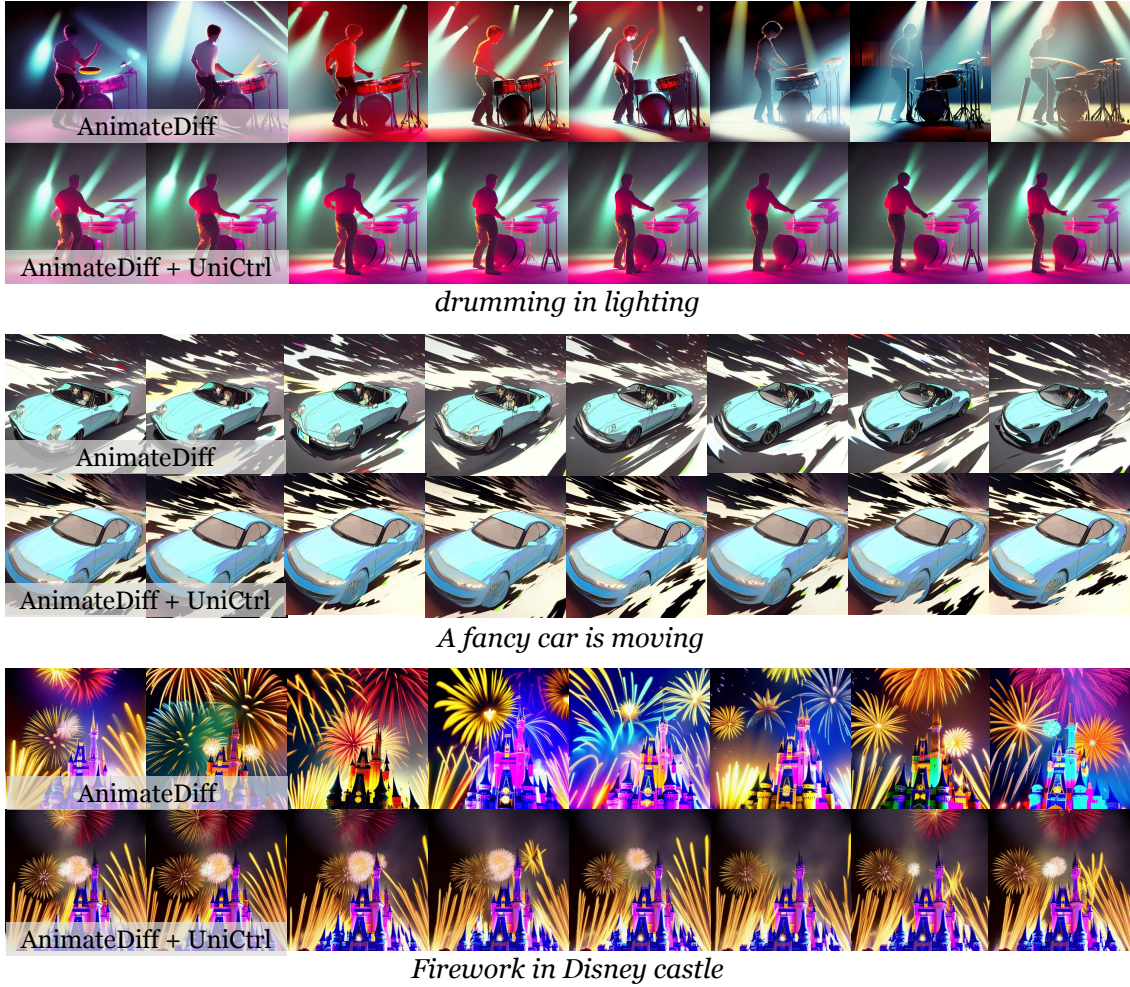 AnimateDiff
AnimateDiff + UniCtrl
drumming in lighting
AnimateDiff
AnimateDiff + UniCtrl
A fancy car is moving
AnimateDiff
AnimateDiff + UniCtrl
Firework in Disney castle